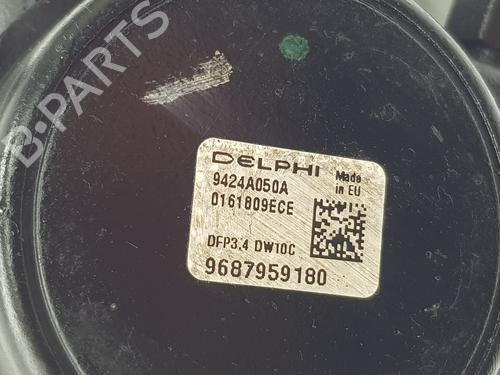 B-PARTS
DELPHI
Made
in EU
9424A050A
0161809ECE
DFP3.4 DW10C
9687959180